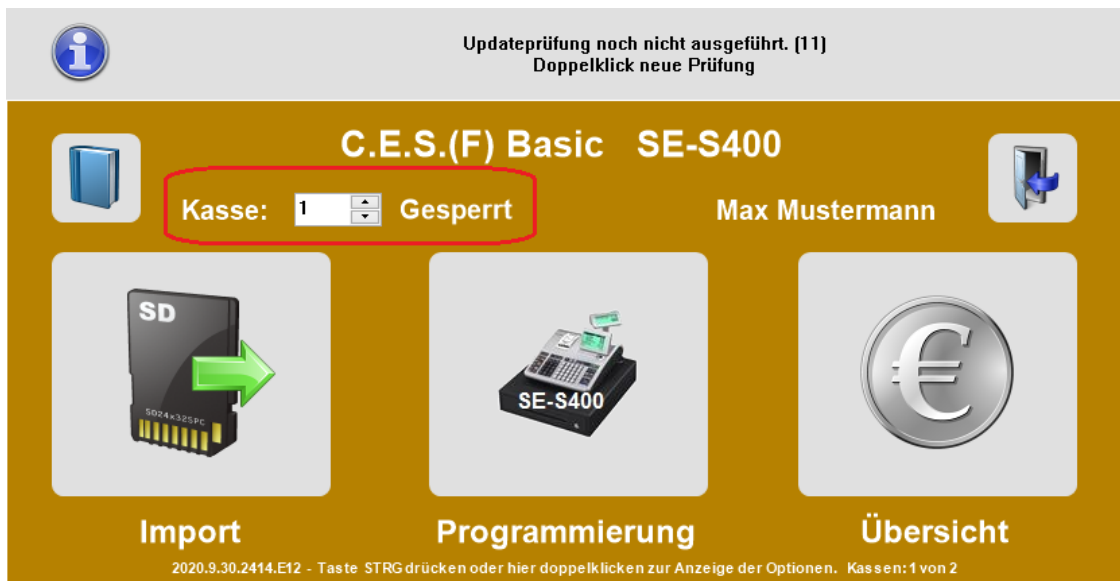 Updateprüfung noch nicht ausgeführt. (11)
Doppelklick neue Prüfung
C.E.S.(F) Basic SE-S400
Kasse: 1 Gesperrt
Max Mustermann
SD
SD24x32SPC
SE-S400
€
Import
Programmierung
Übersicht
2020.9.30.2414.E12 - Taste STRG drücken oder hier doppelklicken zur Anzeige der Optionen. Kassen: 1 von 2